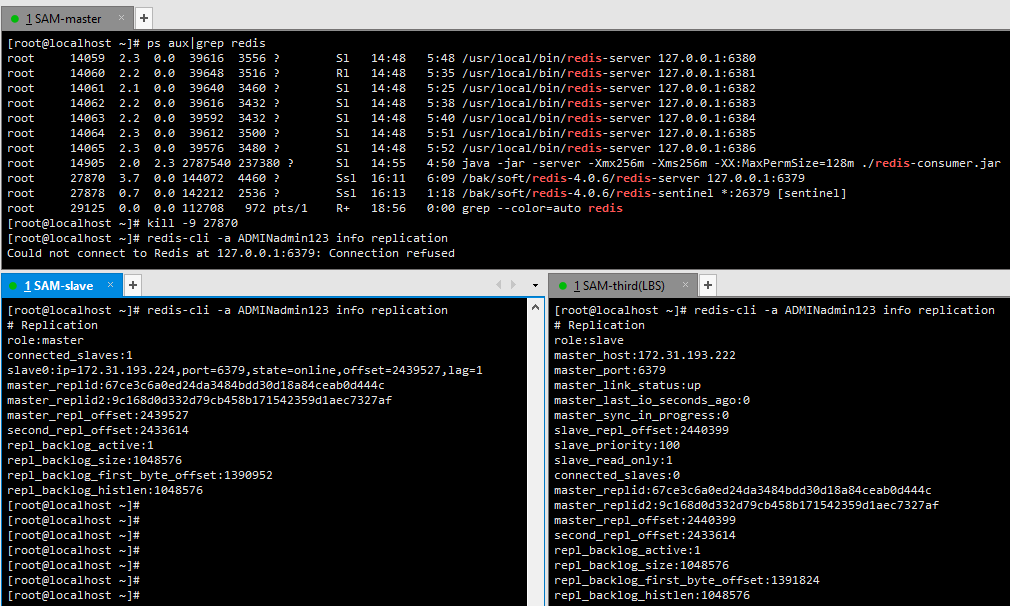 1 SAM-master × +
[root@localhost ~]# ps aux|grep redis
root     14059  2.3  0.0  39616  3556 ?        Sl   14:48   5:48 /usr/local/bin/redis-server 127.0.0.1:6380
root     14060  2.2  0.0  39648  3516 ?        Rl   14:48   5:35 /usr/local/bin/redis-server 127.0.0.1:6381
root     14061  2.1  0.0  39640  3460 ?        Sl   14:48   5:25 /usr/local/bin/redis-server 127.0.0.1:6382
root     14062  2.2  0.0  39616  3432 ?        Sl   14:48   5:38 /usr/local/bin/redis-server 127.0.0.1:6383
root     14063  2.2  0.0  39592  3432 ?        Sl   14:48   5:40 /usr/local/bin/redis-server 127.0.0.1:6384
root     14064  2.3  0.0  39612  3500 ?        Sl   14:48   5:51 /usr/local/bin/redis-server 127.0.0.1:6385
root     14065  2.3  0.0  39576  3480 ?        Sl   14:48   5:52 /usr/local/bin/redis-server 127.0.0.1:6386
root     14905  2.0  2.3 2787540 237380 ?      Sl   14:55   4:50 java -jar -server -Xmx256m -Xms256m -XX:MaxPermSize=128m ./redis-consumer.jar
root     27870  3.7  0.0 144072  4460 ?        Ssl  16:11   6:09 /bak/soft/redis-4.0.6/redis-server 127.0.0.1:6379
root     27878  0.7  0.0 142212  2536 ?        Ssl  16:13   1:18 /bak/soft/redis-4.0.6/redis-sentinel *:26379 [sentinel]
root     29125  0.0  0.0 112708   972 pts/1    R+   18:56   0:00 grep --color=auto redis
[root@localhost ~]# kill -9 27870
[root@localhost ~]# redis-cli -a ADMINadmin123 info replication
Could not connect to Redis at 127.0.0.1:6379: Connection refused
1 SAM-slave × +
[root@localhost ~]# redis-cli -a ADMINadmin123 info replication
# Replication
role:master
connected_slaves:1
slave0:ip=172.31.193.224,port=6379,state=online,offset=2439527,lag=1
master_replid:67ce3c6a0ed24da3484bdd30d18a84ceab0d444c
master_replid2:9c168d0d332d79cb458b171542359d1aec7327af
master_repl_offset:2439527
second_repl_offset:2433614
repl_backlog_active:1
repl_backlog_size:1048576
repl_backlog_first_byte_offset:1390952
repl_backlog_histlen:1048576
[root@localhost ~]#
[root@localhost ~]#
[root@localhost ~]#
[root@localhost ~]#
[root@localhost ~]#
[root@localhost ~]#
[root@localhost ~]#
1 SAM-third(LBS) × +
[root@localhost ~]# redis-cli -a ADMINadmin123 info replication
# Replication
role:slave
master_host:172.31.193.222
master_port:6379
master_link_status:up
master_last_io_seconds_ago:0
master_sync_in_progress:0
slave_repl_offset:2440399
slave_priority:100
slave_read_only:1
connected_slaves:0
master_replid:67ce3c6a0ed24da3484bdd30d18a84ceab0d444c
master_replid2:9c168d0d332d79cb458b171542359d1aec7327af
master_repl_offset:2440399
second_repl_offset:2433614
repl_backlog_active:1
repl_backlog_size:1048576
repl_backlog_first_byte_offset:1391824
repl_backlog_histlen:1048576